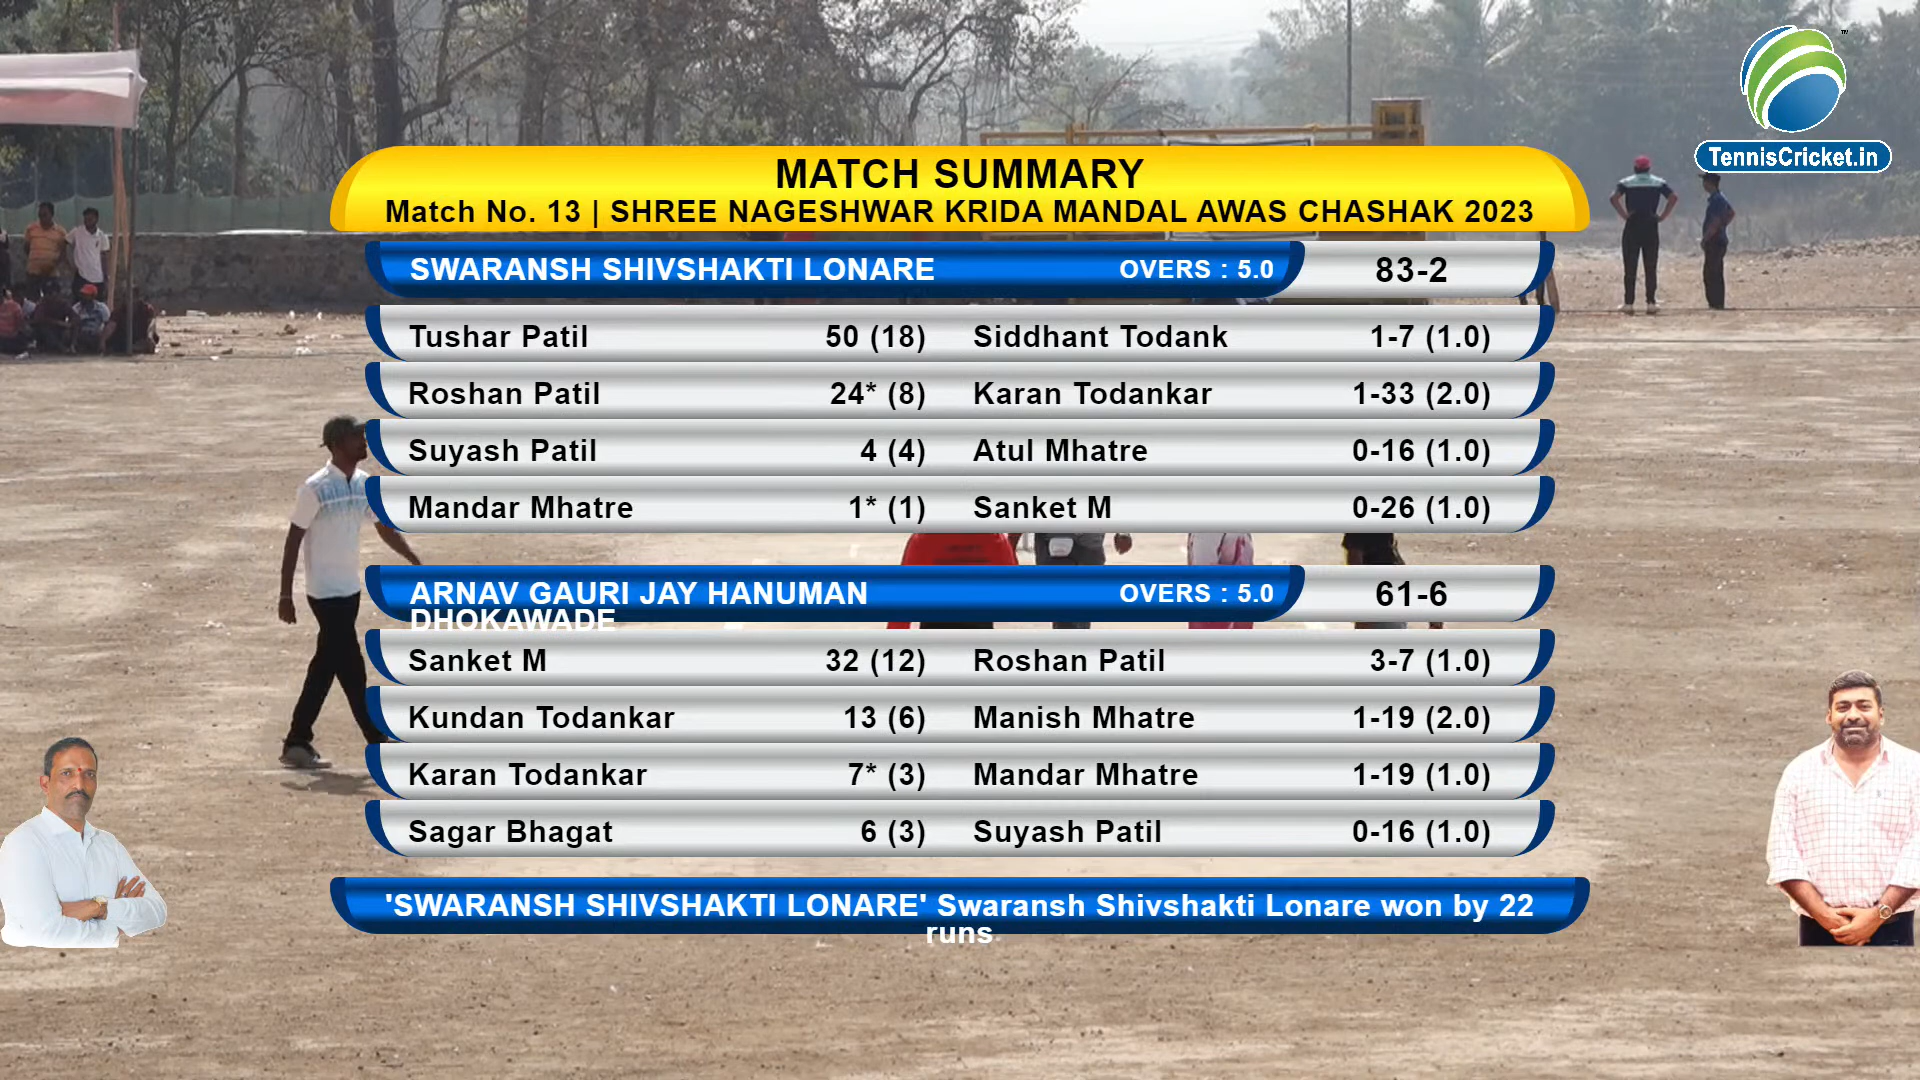 TM
TennisCricket.in
MATCH SUMMARY
Match No. 13 | SHREE NAGESHWAR KRIDA MANDAL AWAS CHASHAK 2023
SWARANSH SHIVSHAKTI LONARE OVERS : 5.0 83-2
Tushar Patil 50 (18) Siddhant Todank 1-7 (1.0)
Roshan Patil 24* (8) Karan Todankar 1-33 (2.0)
Suyash Patil 4 (4) Atul Mhatre 0-16 (1.0)
Mandar Mhatre 1* (1) Sanket M 0-26 (1.0)
ARNAV GAURI JAY HANUMAN OVERS : 5.0 61-6
DHOKAWADE
Sanket M 32 (12) Roshan Patil 3-7 (1.0)
Kundan Todankar 13 (6) Manish Mhatre 1-19 (2.0)
Karan Todankar 7* (3) Mandar Mhatre 1-19 (1.0)
Sagar Bhagat 6 (3) Suyash Patil 0-16 (1.0)
'SWARANSH SHIVSHAKTI LONARE' Swaransh Shivshakti Lonare won by 22
runs